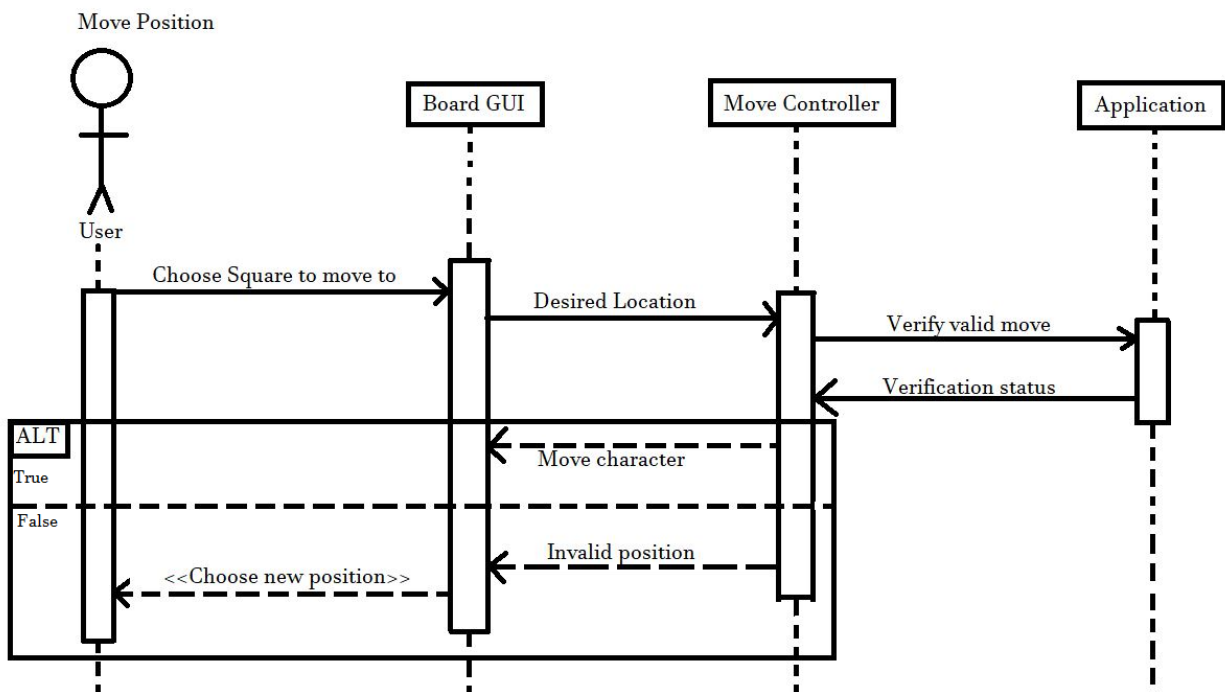 Move Position
Board GUI
Move Controller
Application
User
Choose Square to move to
Desired Location
Verify valid move
Verification status
ALT
Move character
True
False
Invalid position
<<Choose new position>>